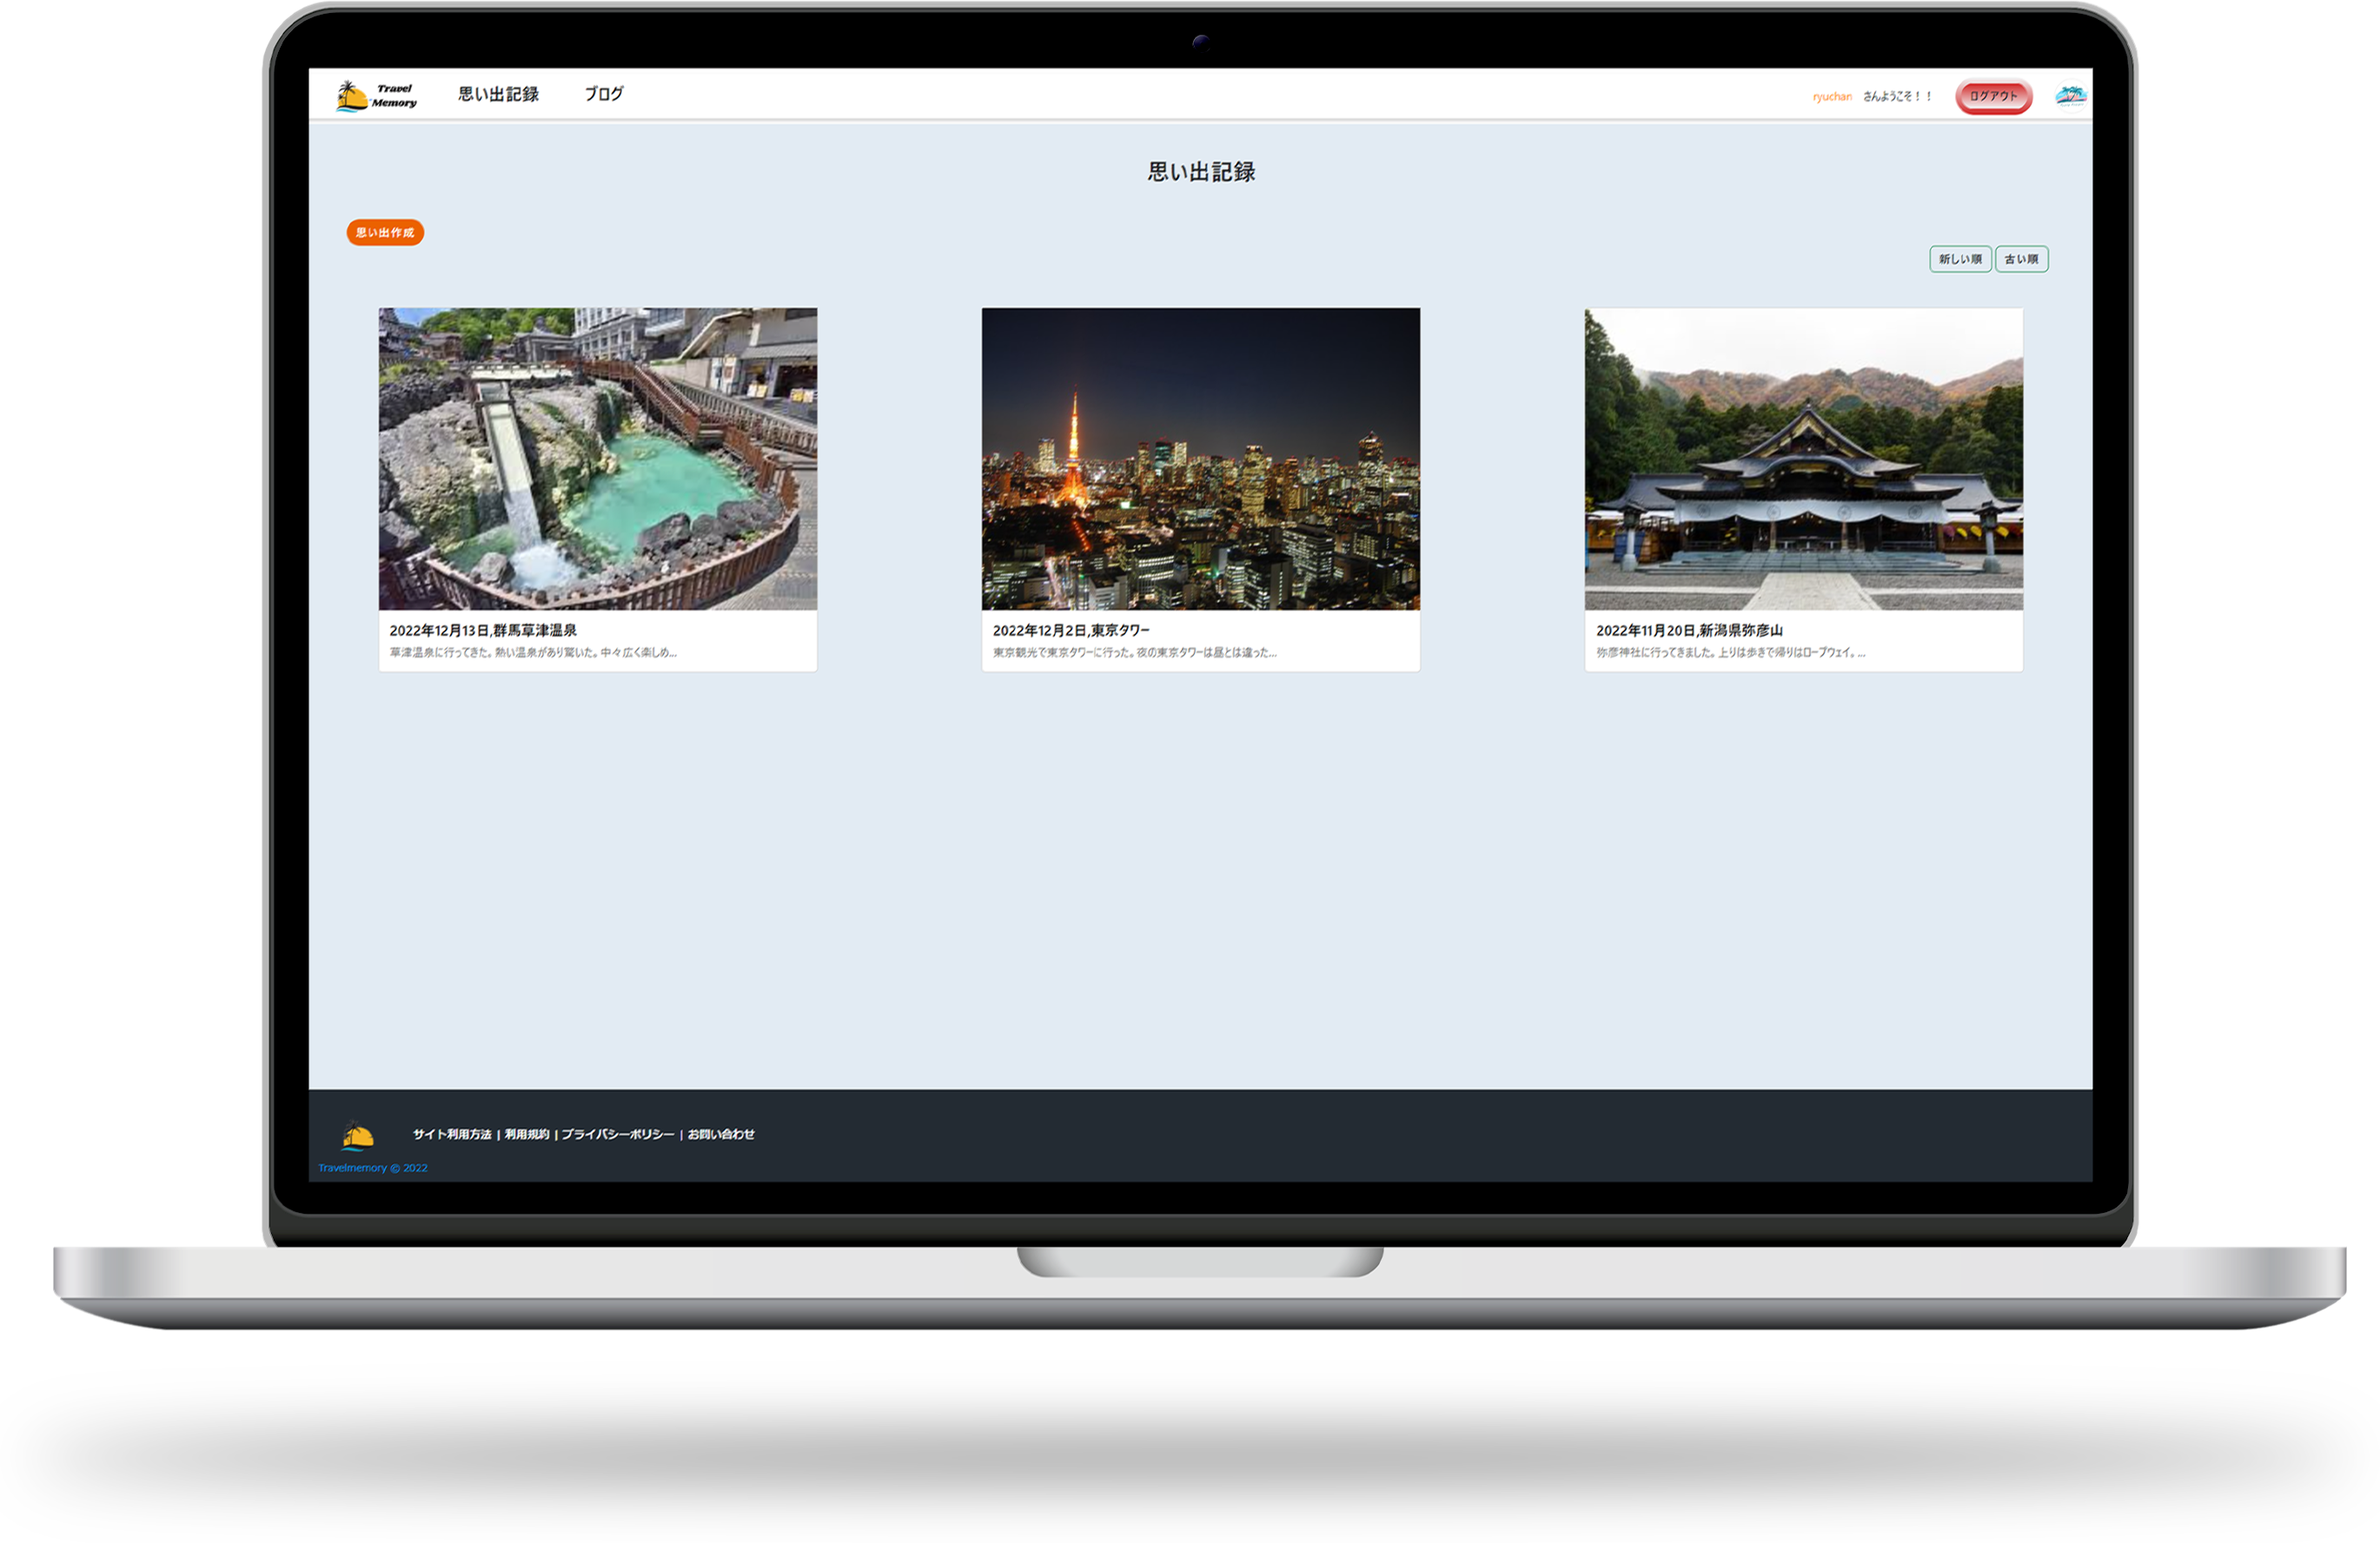 Travel
Memory
思い出記録
ブログ
ryuchan さんようこそ！！
ログアウト
思い出記録
思い出作成
新しい順
古い順
2022年12月13日,群馬草津温泉
草津温泉に行ってきた。熱い温泉があり驚いた。中々広く楽しめ...
2022年12月2日,東京タワー
東京観光で東京タワーに行った。夜の東京タワーは昼とは違った...
2022年11月20日,新潟県弥彦山
弥彦神社に行ってきました。上りは歩きで帰りはロープウェイ。...
サイト利用方法 | 利用規約 | プライバシーポリシー | お問い合わせ
Travelmemory © 2022